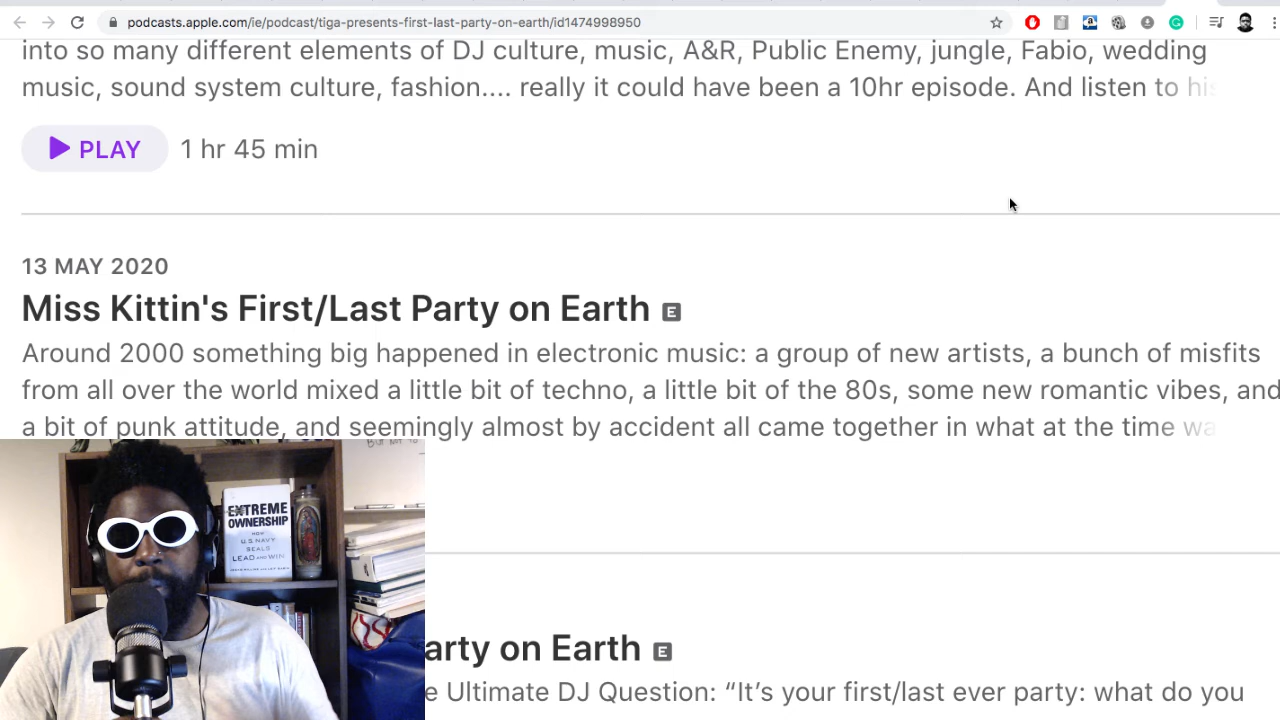 podcasts.apple.com/ie/podcast/tiga-presents-first-last-party-on-earth/id1474998950
into so many different elements of DJ culture, music, A&R, Public Enemy, jungle, Fabio, wedding
music, sound system culture, fashion.... really it could have been a 10hr episode. And listen to his
PLAY 1 hr 45 min
13 MAY 2020
Miss Kittin's First/Last Party on Earth E
Around 2000 something big happened in electronic music: a group of new artists, a bunch of misfits
from all over the world mixed a little bit of techno, a little bit of the 80s, some new romantic vibes, and
a bit of punk attitude, and seemingly almost by accident all came together in what at the time wa
EXTREME
OWNERSHIP
HOW
U.S. NAVY
SEALS
LEAD AND WIN
arty on Earth E
e Ultimate DJ Question: “It’s your first/last ever party: what do you